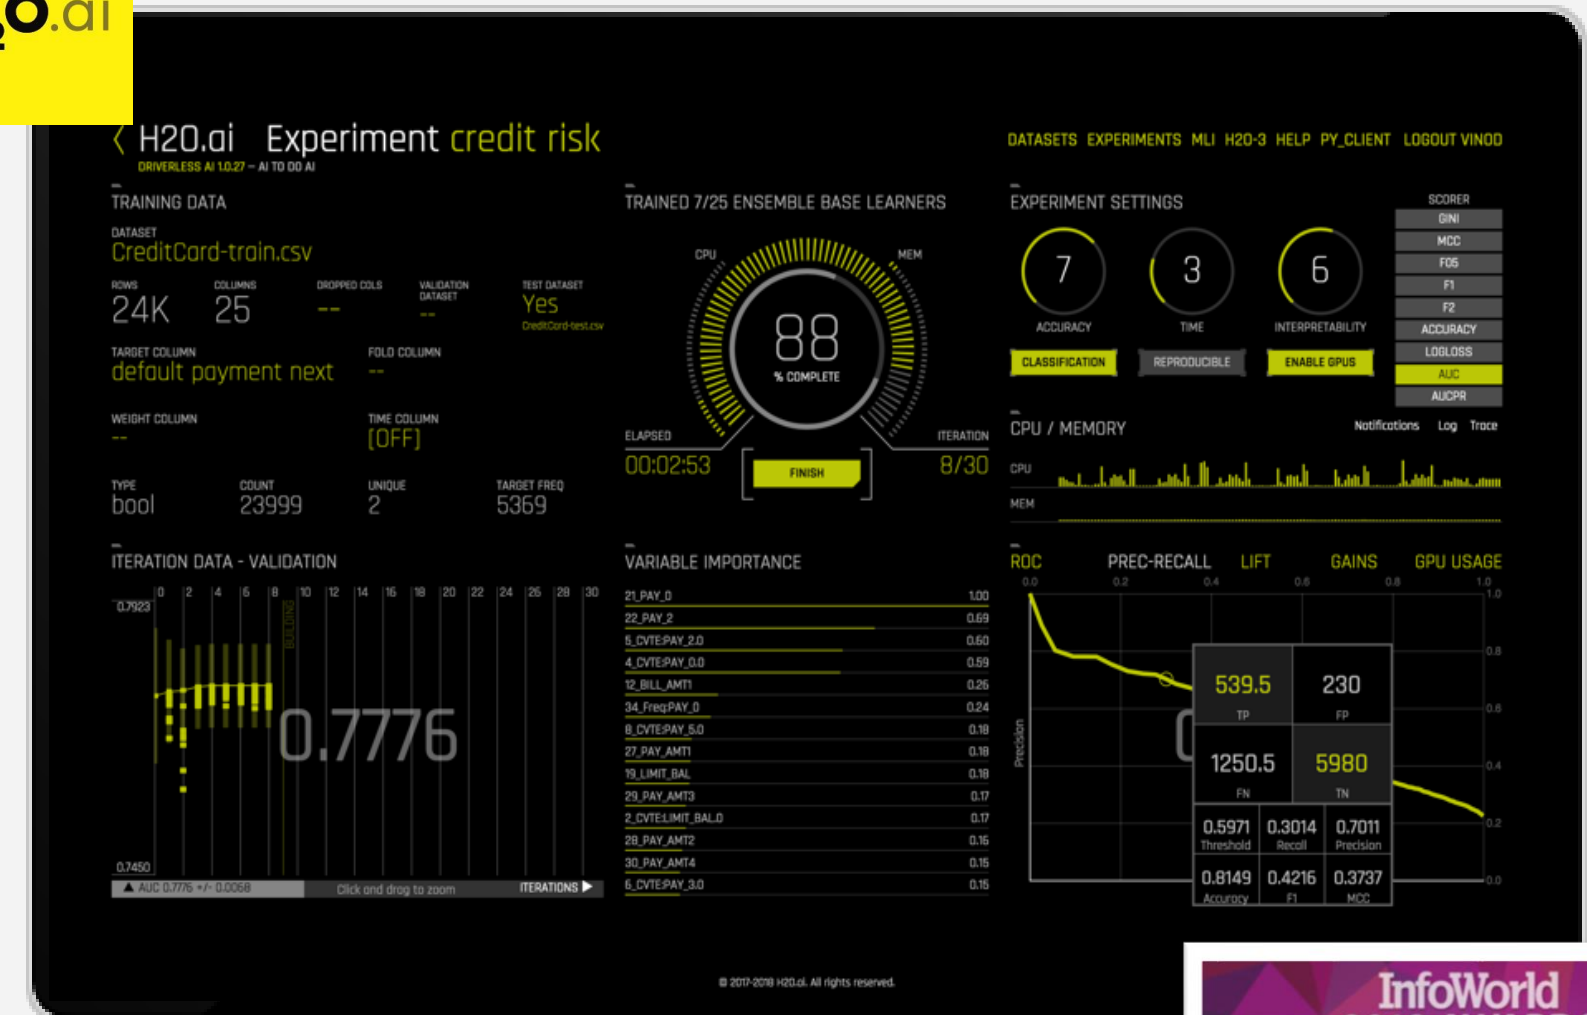 2O.ai
H2O.ai Experiment credit risk
DRIVERLESS AI 1.0.27 – AI TO DO AI
DATASETS EXPERIMENTS MLI H2O-3 HELP PY_CLIENT LOGOUT VINOD
TRAINING DATA
DATASET
CreditCard-train.csv
ROWS COLUMNS DROPPED COLS VALIDATION DATASET TEST DATASET
24K 25 -- -- Yes
CreditCard-test.csv
TARGET COLUMN FOLD COLUMN
default payment next --
WEIGHT COLUMN TIME COLUMN
-- [OFF]
TYPE COUNT UNIQUE TARGET FREQ
bool 23999 2 5369
TRAINED 7/25 ENSEMBLE BASE LEARNERS
CPU MEM
88
% COMPLETE
ELAPSED ITERATION
00:02:53 FINISH 8/30
EXPERIMENT SETTINGS
7 3 6
ACCURACY TIME INTERPRETABILITY
CLASSIFICATION REPRODUCIBLE ENABLE GPUS
SCORER
GINI
MCC
F05
F1
F2
ACCURACY
LOGLOSS
AUC
AUCPR
CPU / MEMORY Notifications Log Trace
CPU
MEM
ITERATION DATA - VALIDATION
0 2 4 6 8 10 12 14 16 18 20 22 24 26 28 30
0.7923
BUILDING
0.7776
0.7450
▲ AUC 0.7776 +/- 0.0068 Click and drag to zoom ITERATIONS ▶
VARIABLE IMPORTANCE
21_PAY_0 1.00
22_PAY_2 0.69
5_CVTE:PAY_2.0 0.60
4_CVTE:PAY_0.0 0.59
12_BILL_AMT1 0.26
34_Freq:PAY_0 0.24
8_CVTE:PAY_5.0 0.18
27_PAY_AMT1 0.18
19_LIMIT_BAL 0.18
29_PAY_AMT3 0.17
2_CVTE:LIMIT_BAL.0 0.17
28_PAY_AMT2 0.16
30_PAY_AMT4 0.15
6_CVTE:PAY_3.0 0.15
ROC PREC-RECALL LIFT GAINS GPU USAGE
0.0 0.2 0.4 0.6 0.8 1.0
1.0
0.8
0.6
0.4
0.2
0.0
Precision
539.5 230
TP FP
1250.5 5980
FN TN
0.5971 0.3014 0.7011
Threshold Recall Precision
0.8149 0.4216 0.3737
Accuracy F1 MCC
© 2017-2018 H2O.ai. All rights reserved.
InfoWorld